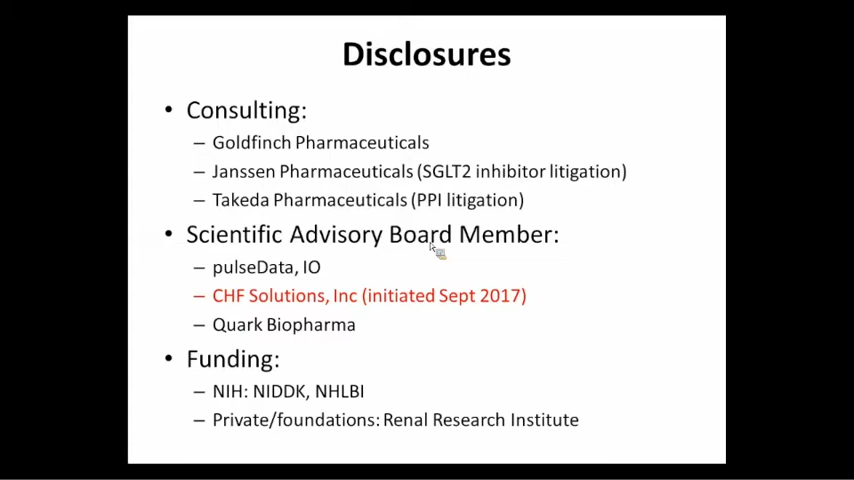 Disclosures
• Consulting:
– Goldfinch Pharmaceuticals
– Janssen Pharmaceuticals (SGLT2 inhibitor litigation)
– Takeda Pharmaceuticals (PPI litigation)
• Scientific Advisory Board Member:
– pulseData, IO
– CHF Solutions, Inc (initiated Sept 2017)
– Quark Biopharma
• Funding:
– NIH: NIDDK, NHLBI
– Private/foundations: Renal Research Institute